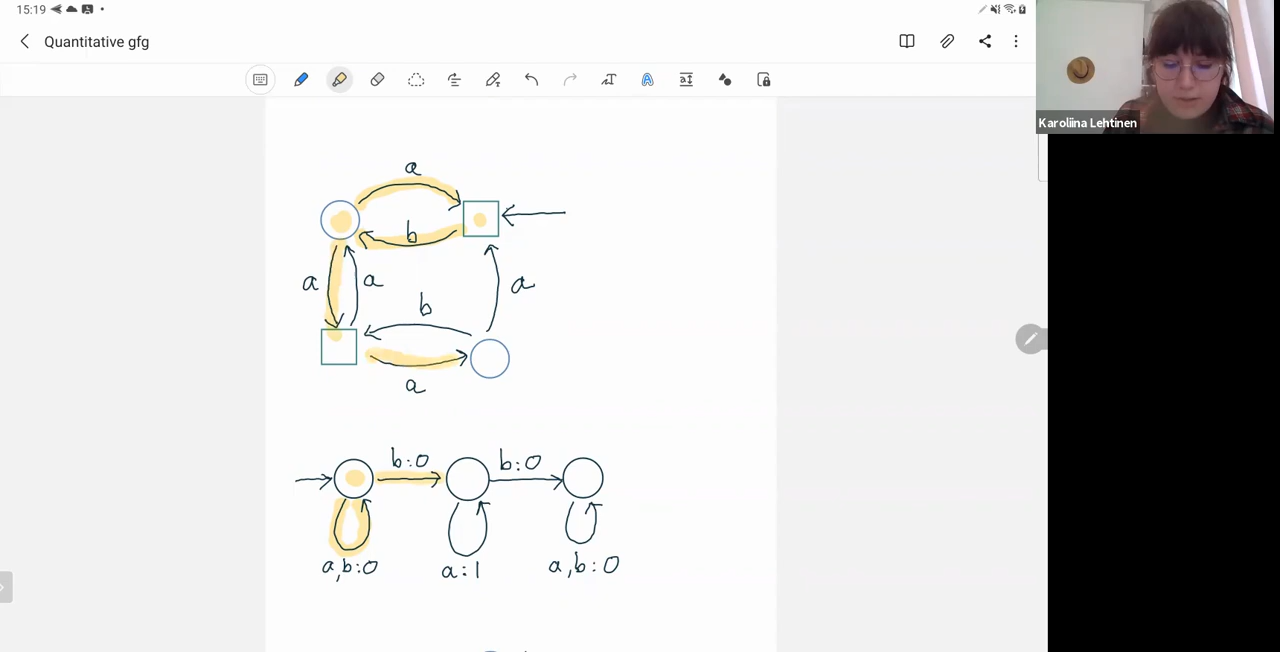 15:19
Quantitative gfg
Karoliina Lehtinen
a
b
a
a
b
a
a
b:0
b:0
a,b:0
a:1
a,b:0